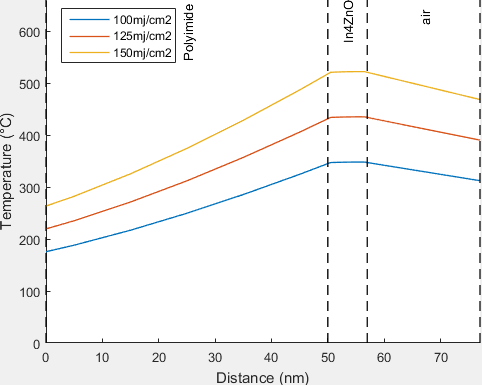 600
500
400
300
200
100
0
Temperature (°C)
100mj/cm2
125mj/cm2
150mj/cm2
Polyimide
In4ZnO
air
0
10
20
30
40
50
60
70
Distance (nm)